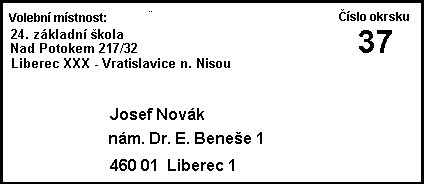 Volební místnost:
Číslo okrsku
24. základní škola
37
Nad Potokem 217/32
Liberec XXX - Vratislavice n. Nisou
Josef Novák
nám. Dr. E. Beneše 1
460 01 Liberec 1